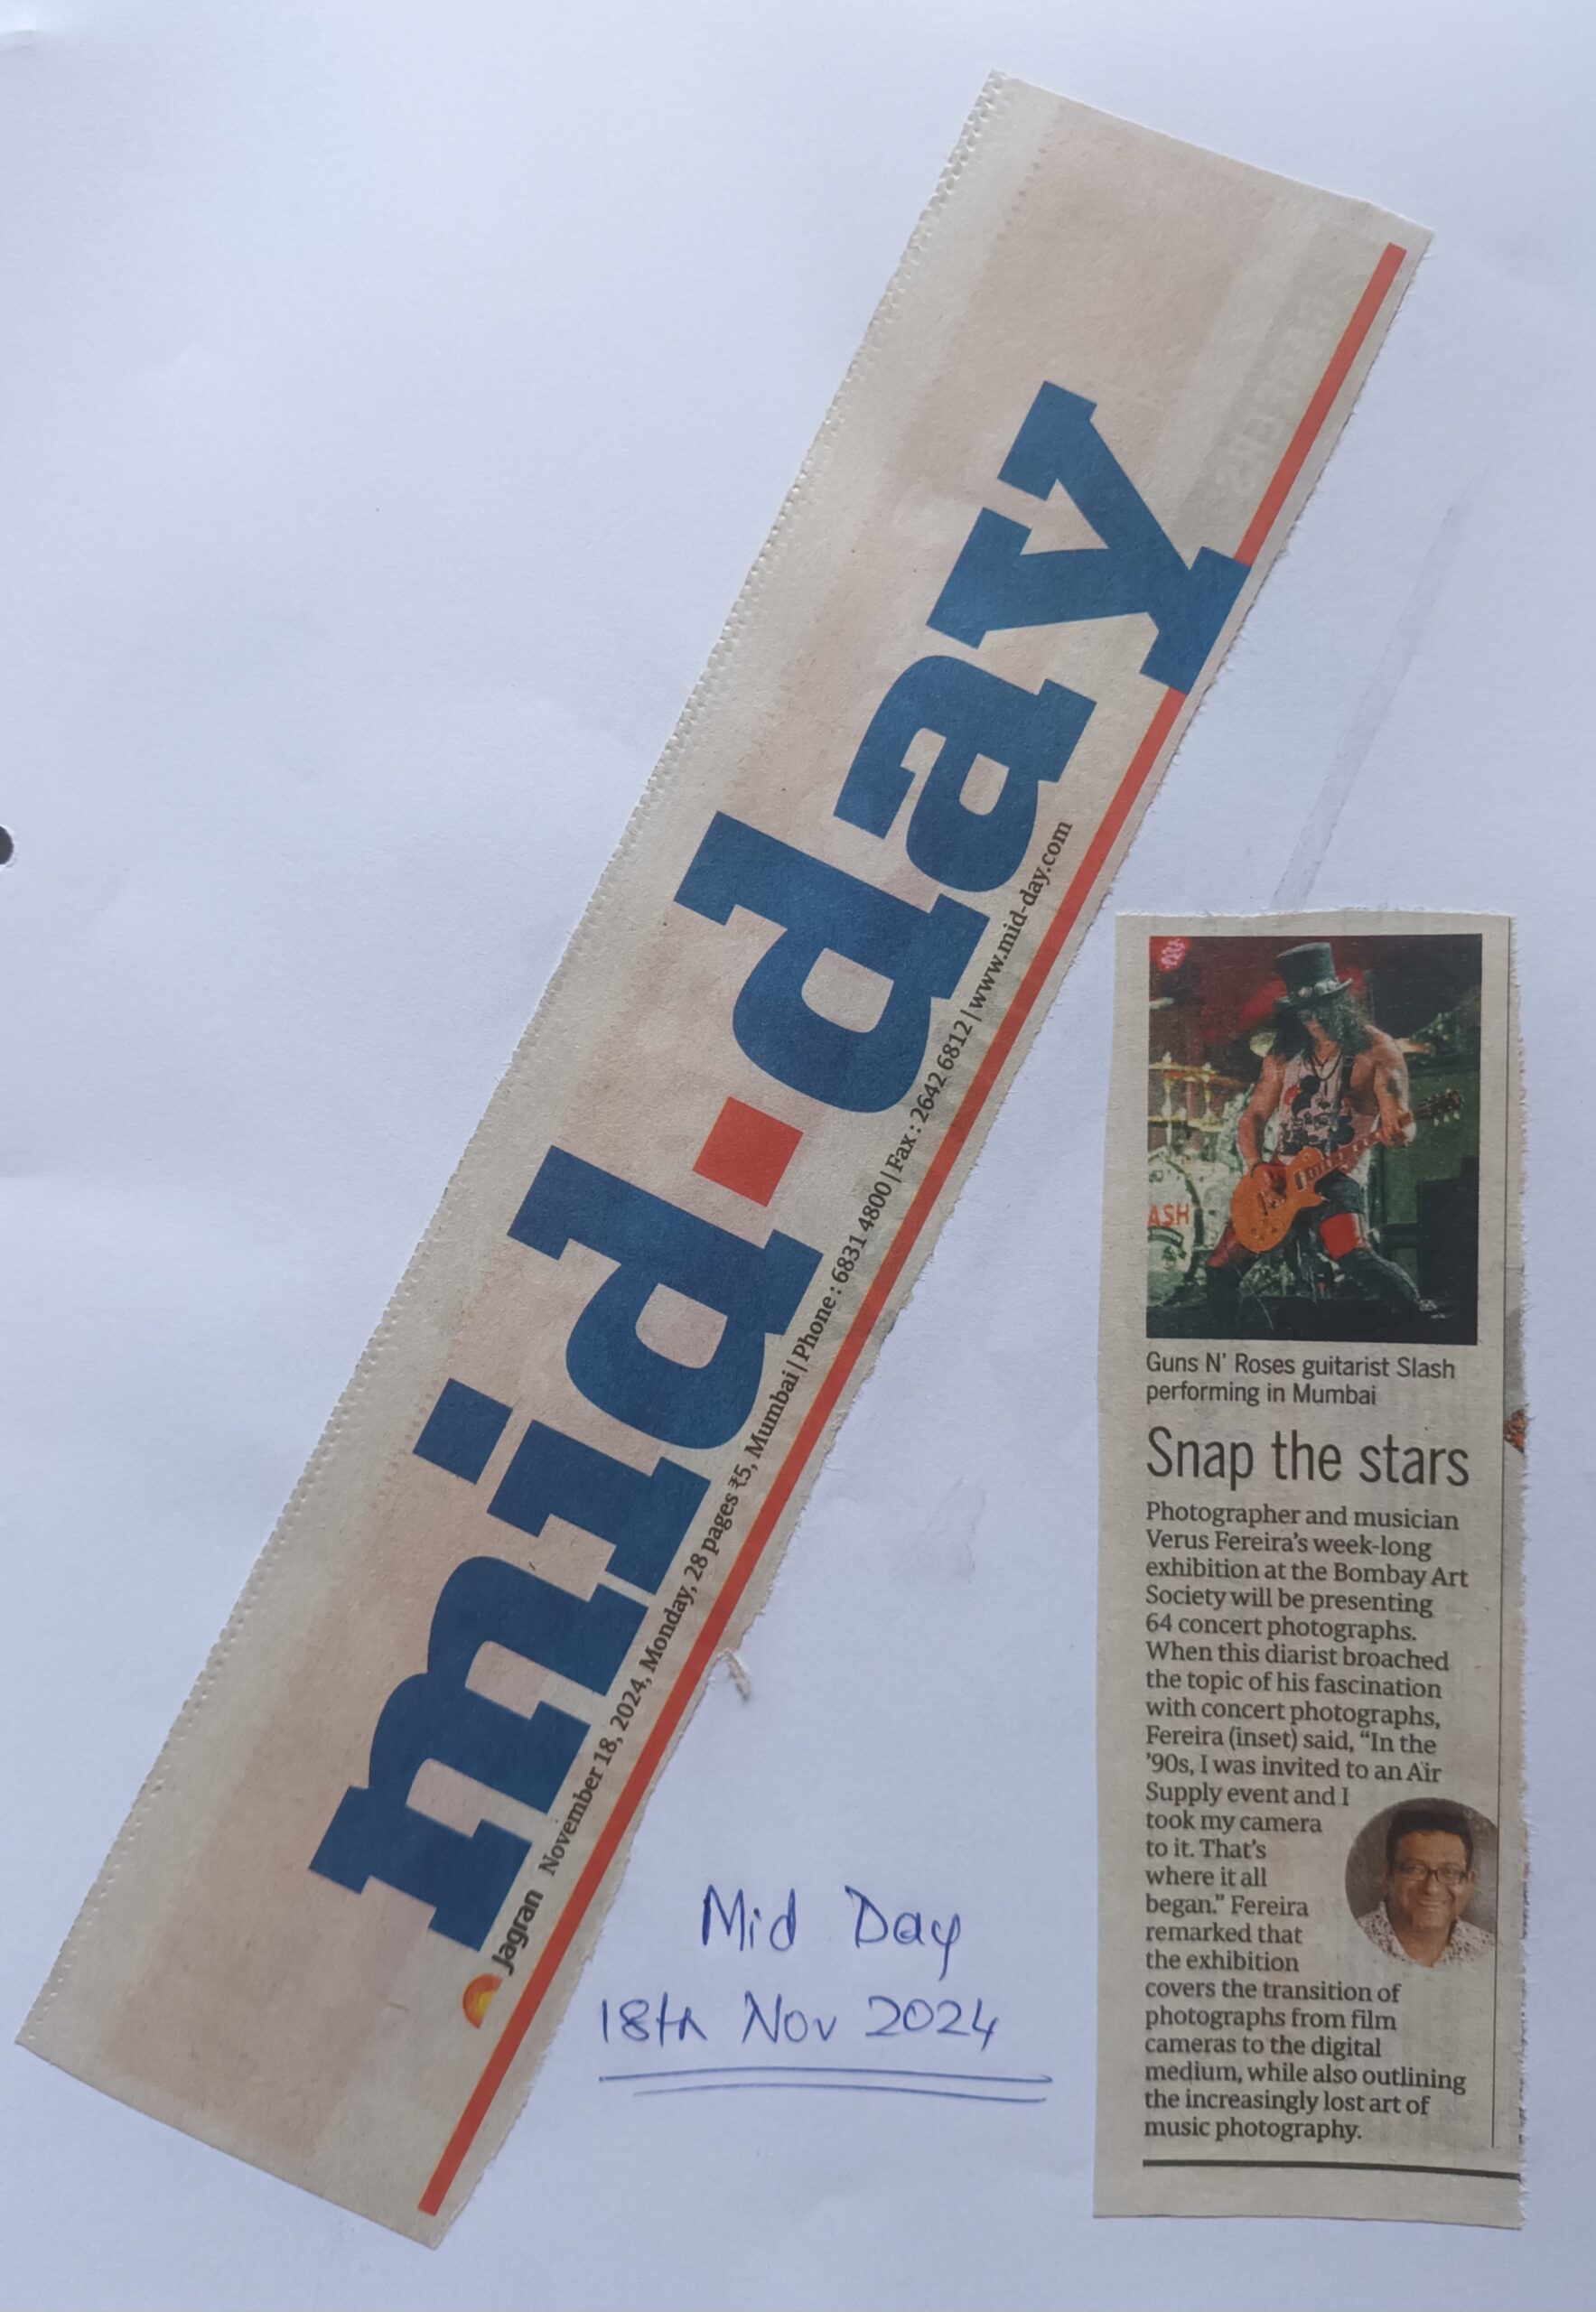 mid·day
Jagran November 18, 2024, Monday, 28 pages ₹5, Mumbai | Phone : 6831 4800 | Fax : 2642 6812 | www.mid-day.com
ASH
Guns N' Roses guitarist Slash
performing in Mumbai
Snap the stars
Photographer and musician
Verus Fereira's week-long
exhibition at the Bombay Art
Society will be presenting
64 concert photographs.
When this diarist broached
the topic of his fascination
with concert photographs,
Fereira (inset) said, “In the
'90s, I was invited to an Air
Supply event and I
took my camera
to it. That's
where it all
began.” Fereira
remarked that
the exhibition
covers the transition of
photographs from film
cameras to the digital
medium, while also outlining
the increasingly lost art of
music photography.
Mid Day
18th Nov 2024